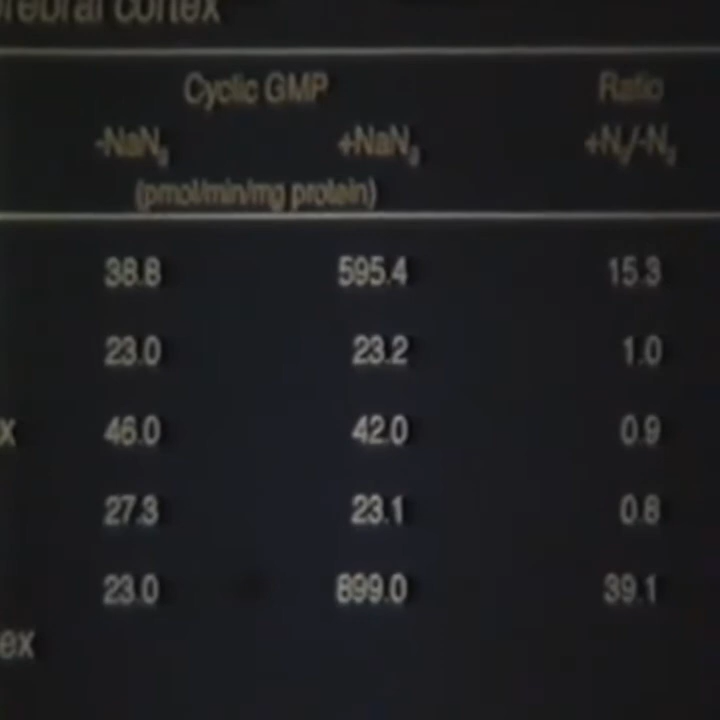 cortex
Cyclic GMP Ratio
-NaN₃ +NaN₃ +N₃/-N₃
(pmol/min/mg protein)
38.8 595.4 15.3
23.0 23.2 1.0
x 46.0 42.0 0.9
27.3 23.1 0.8
23.0 899.0 39.1
ex